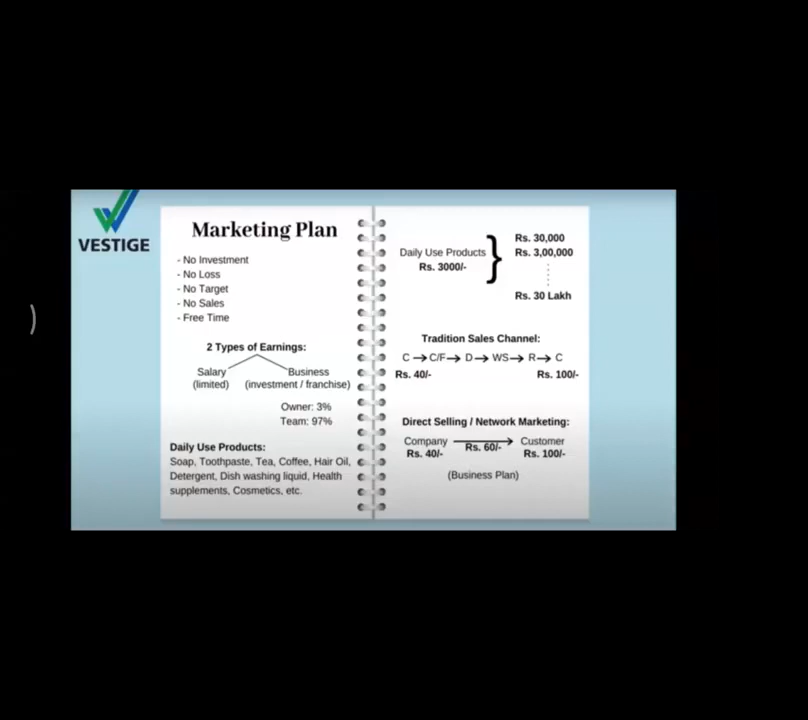 VESTIGE
Marketing Plan
- No Investment
- No Loss
- No Target
- No Sales
- Free Time
2 Types of Earnings:
Salary Business
(limited) (investment / franchise)
Owner: 3%
Team: 97%
Daily Use Products:
Soap, Toothpaste, Tea, Coffee, Hair Oil,
Detergent, Dish washing liquid, Health
supplements, Cosmetics, etc.
Rs. 30,000
Daily Use Products } Rs. 3,00,000
Rs. 3000/-
Rs. 30 Lakh
Tradition Sales Channel:
C → C/F → D → WS → R → C
Rs. 40/- Rs. 100/-
Direct Selling / Network Marketing:
Company → Customer
Rs. 40/- Rs. 60/- Rs. 100/-
(Business Plan)